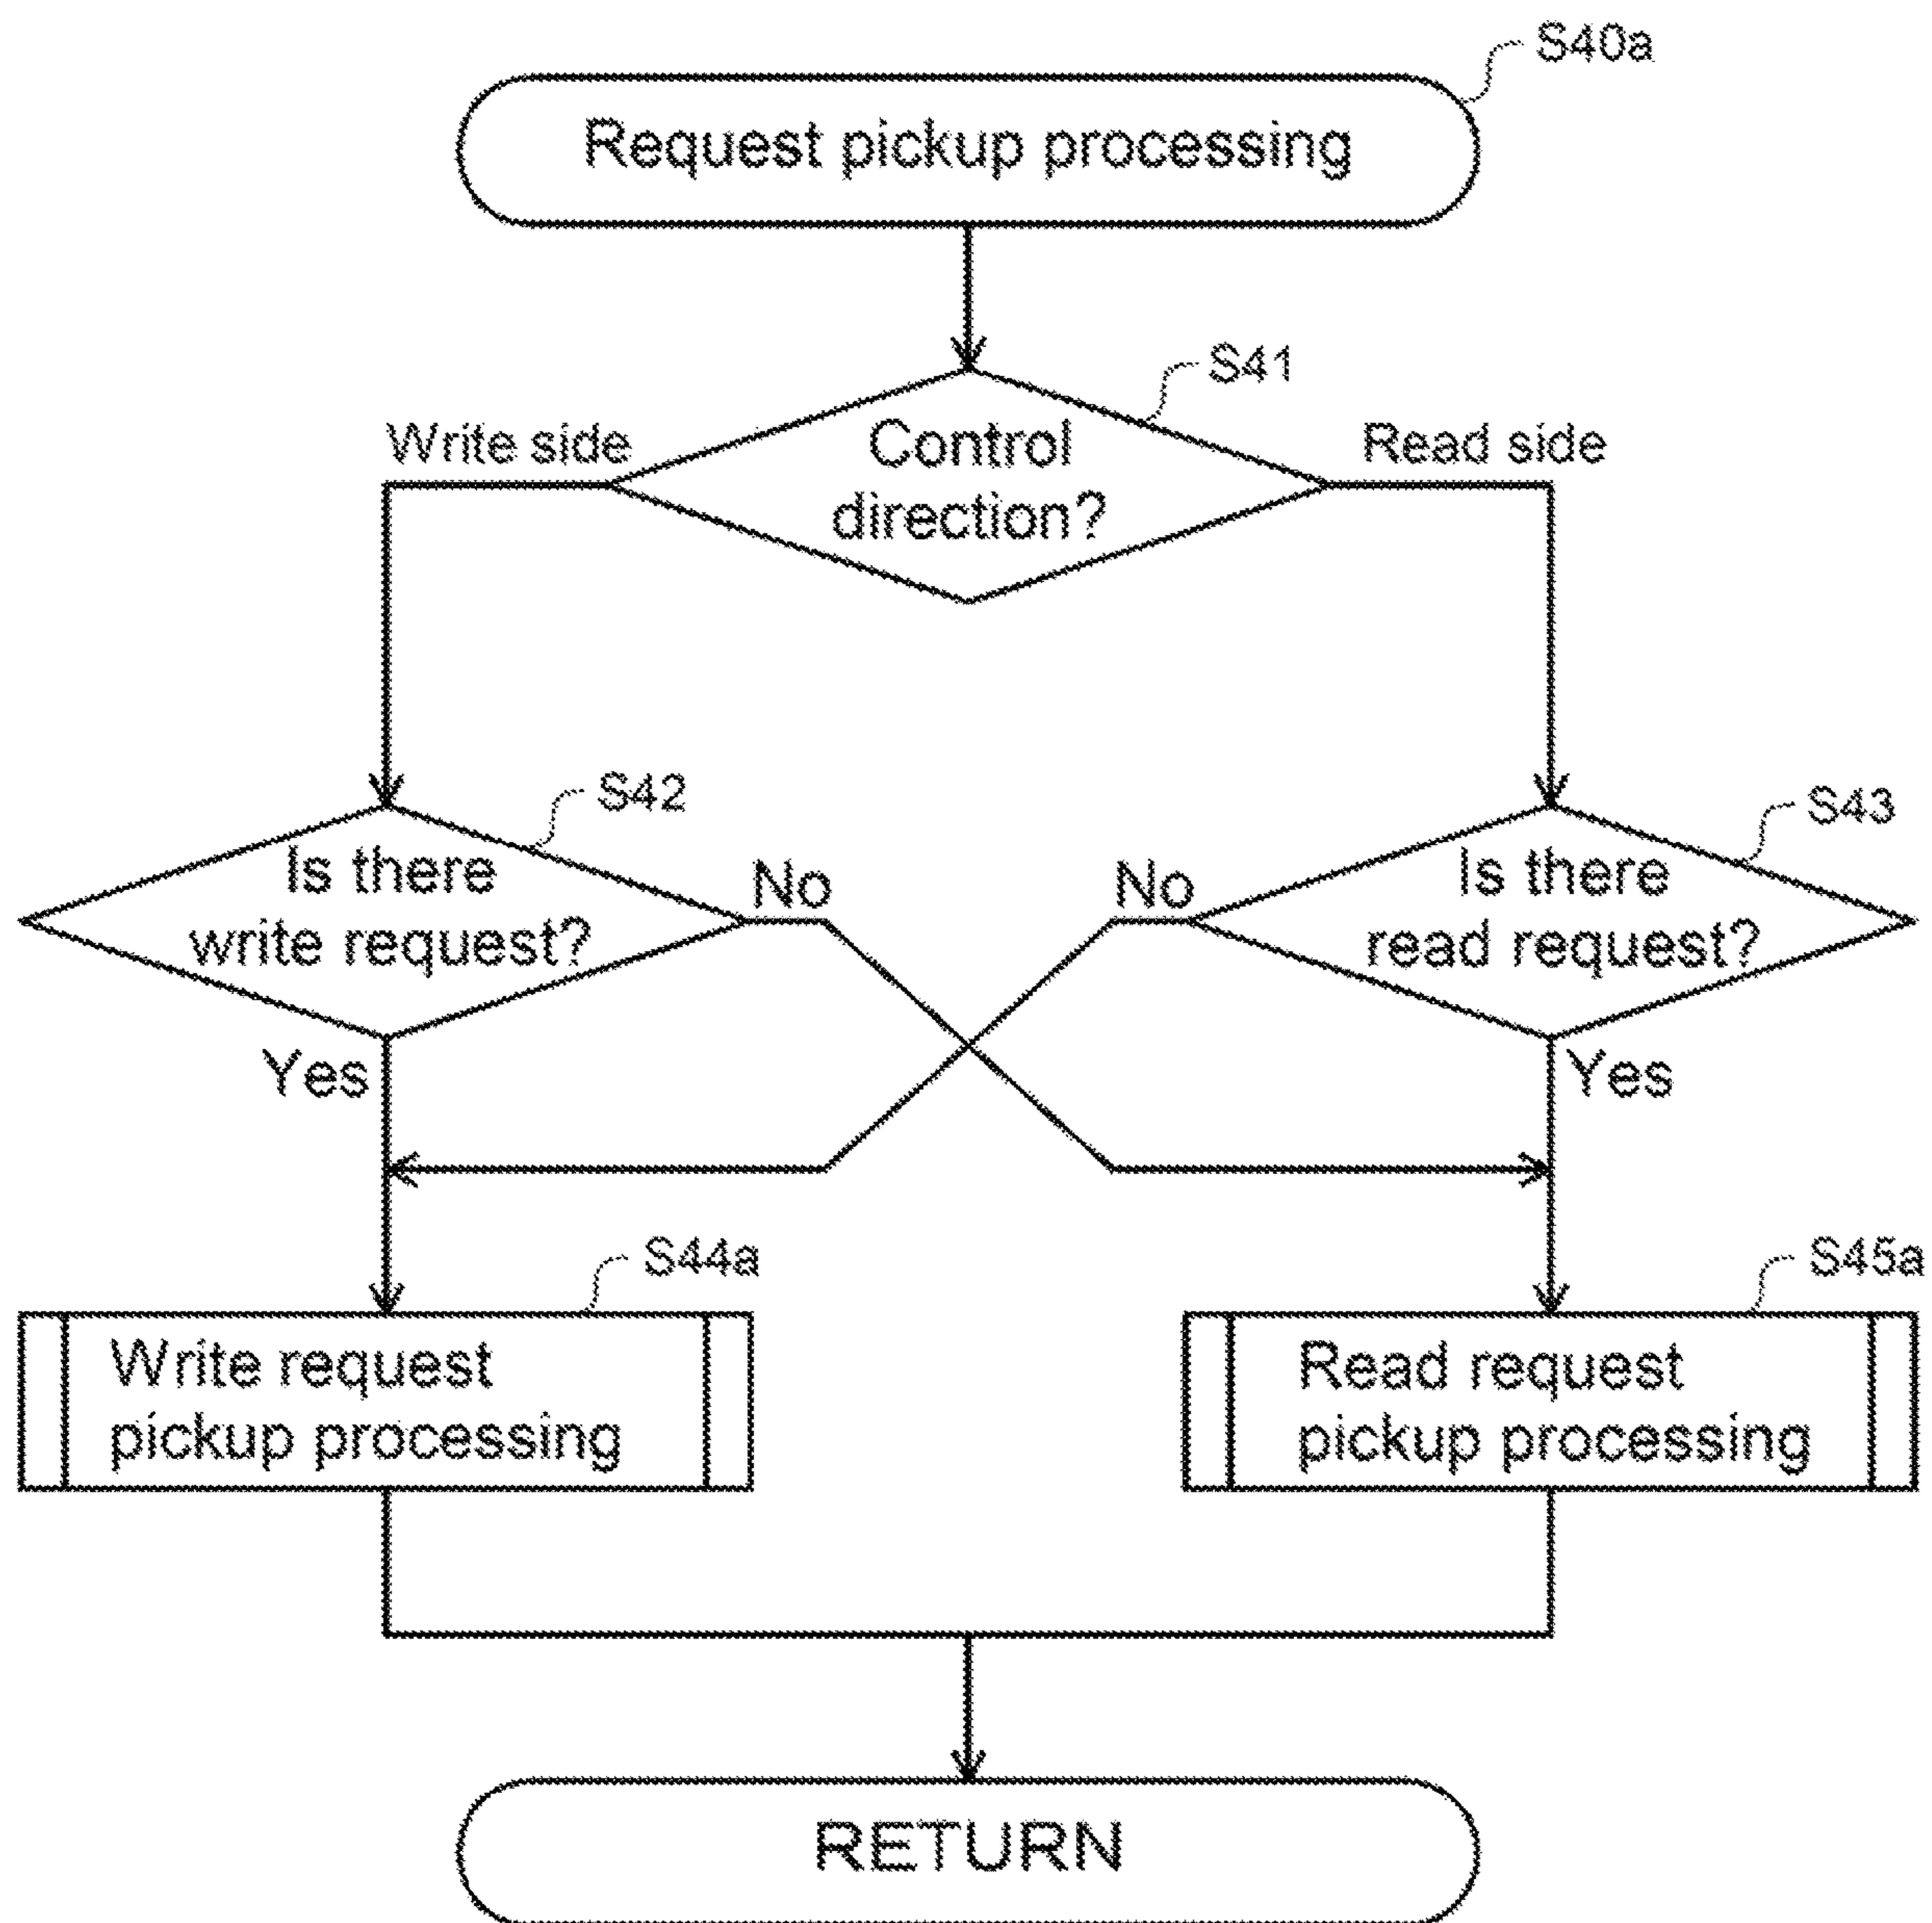 S40a
Request pickup processing
S41
Write side
Control
direction?
Read side
S42
Is there
write request?
No
Yes
S43
No
Is there
read request?
Yes
S44a
Write request
pickup processing
S45a
Read request
pickup processing
RETURN